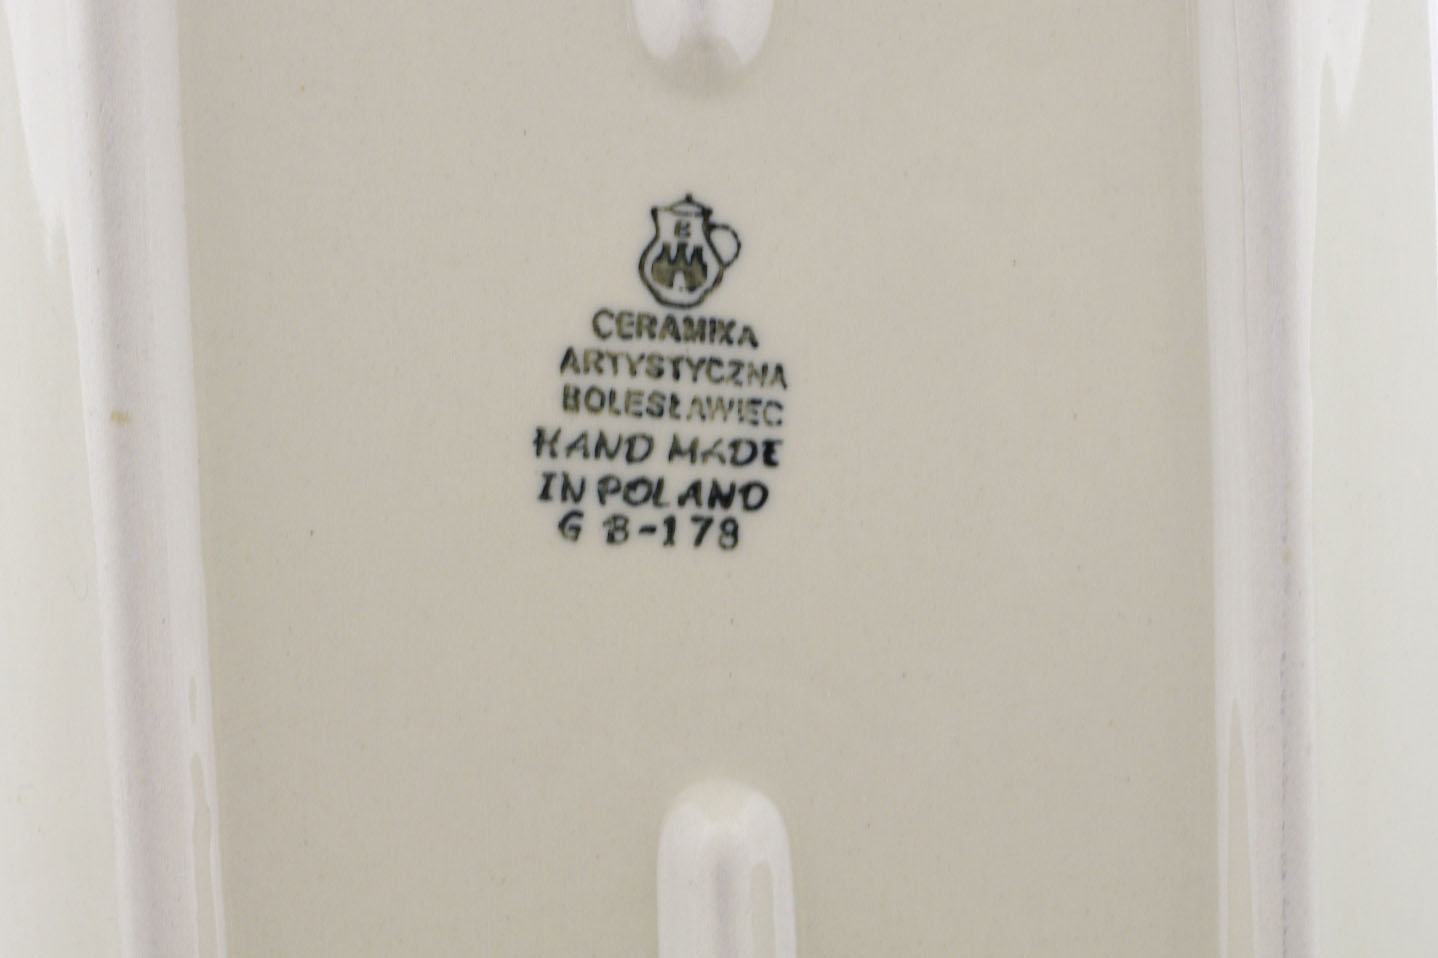 B
CERAMIKA
ARTYSTYCZNA
BOLESŁAWIEC
HAND MADE
IN POLAND
G B-178